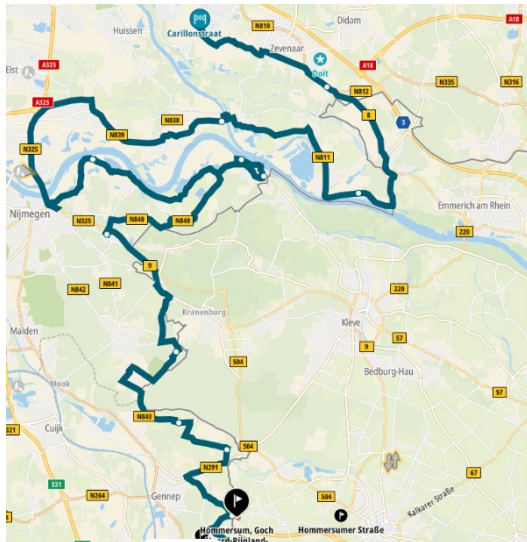 Huissen
Carillonstraat
N810
Didam
A18
Zevenaar
Elst
A325
Doit
A18
N335
N316
N812
A325
8
3
N838
N839
N325
N811
Emmerich am Rhein
Nijmegen
N325
N840
N840
220
9
220
N842
N841
Kranenburg
Kleve
57
Malden
504
9
Bedburg-Hau
57
Mook
N843
Cuijk
504
E31
N291
67
N264
Gennep
504
Kalkarer Straße
Hommersum, Goch
Hommersumer Straße